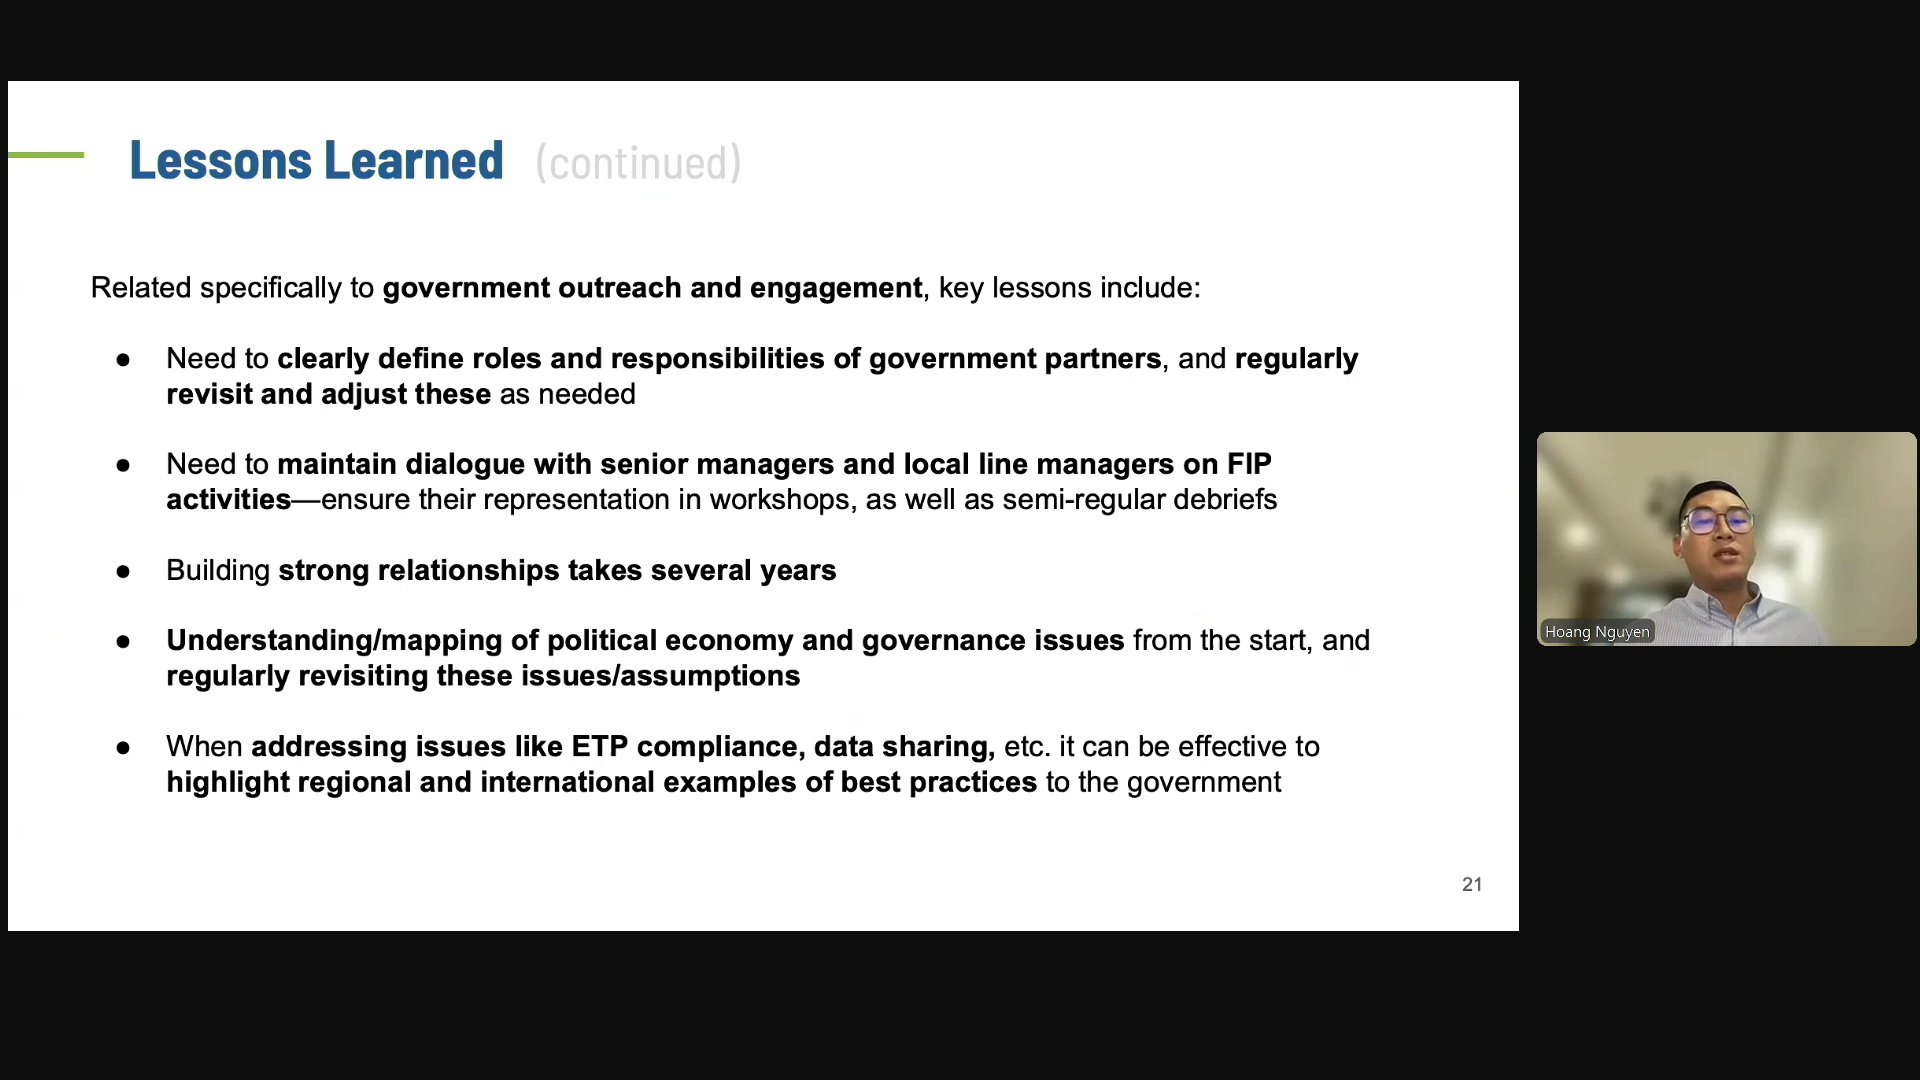 Lessons Learned (continued)
Related specifically to government outreach and engagement, key lessons include:
● Need to clearly define roles and responsibilities of government partners, and regularly
revisit and adjust these as needed
● Need to maintain dialogue with senior managers and local line managers on FIP
activities—ensure their representation in workshops, as well as semi-regular debriefs
● Building strong relationships takes several years
● Understanding/mapping of political economy and governance issues from the start, and
regularly revisiting these issues/assumptions
● When addressing issues like ETP compliance, data sharing, etc. it can be effective to
highlight regional and international examples of best practices to the government
21
Hoang Nguyen